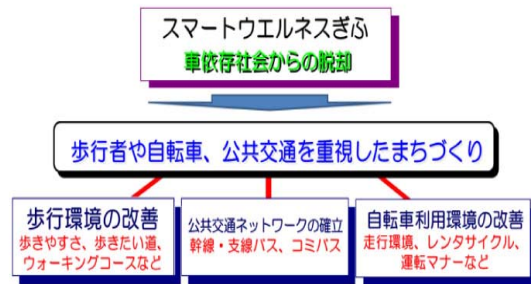 スマートウエルネスぎふ
車依存社会からの脱却
歩行者や自転車、公共交通を重視したまちづくり
歩行環境の改善
歩きやすさ、歩きたい道、
ウォーキングコースなど
公共交通ネットワークの確立
幹線・支線バス、コミバス
自転車利用環境の改善
走行環境、レンタサイクル、
運転マナーなど